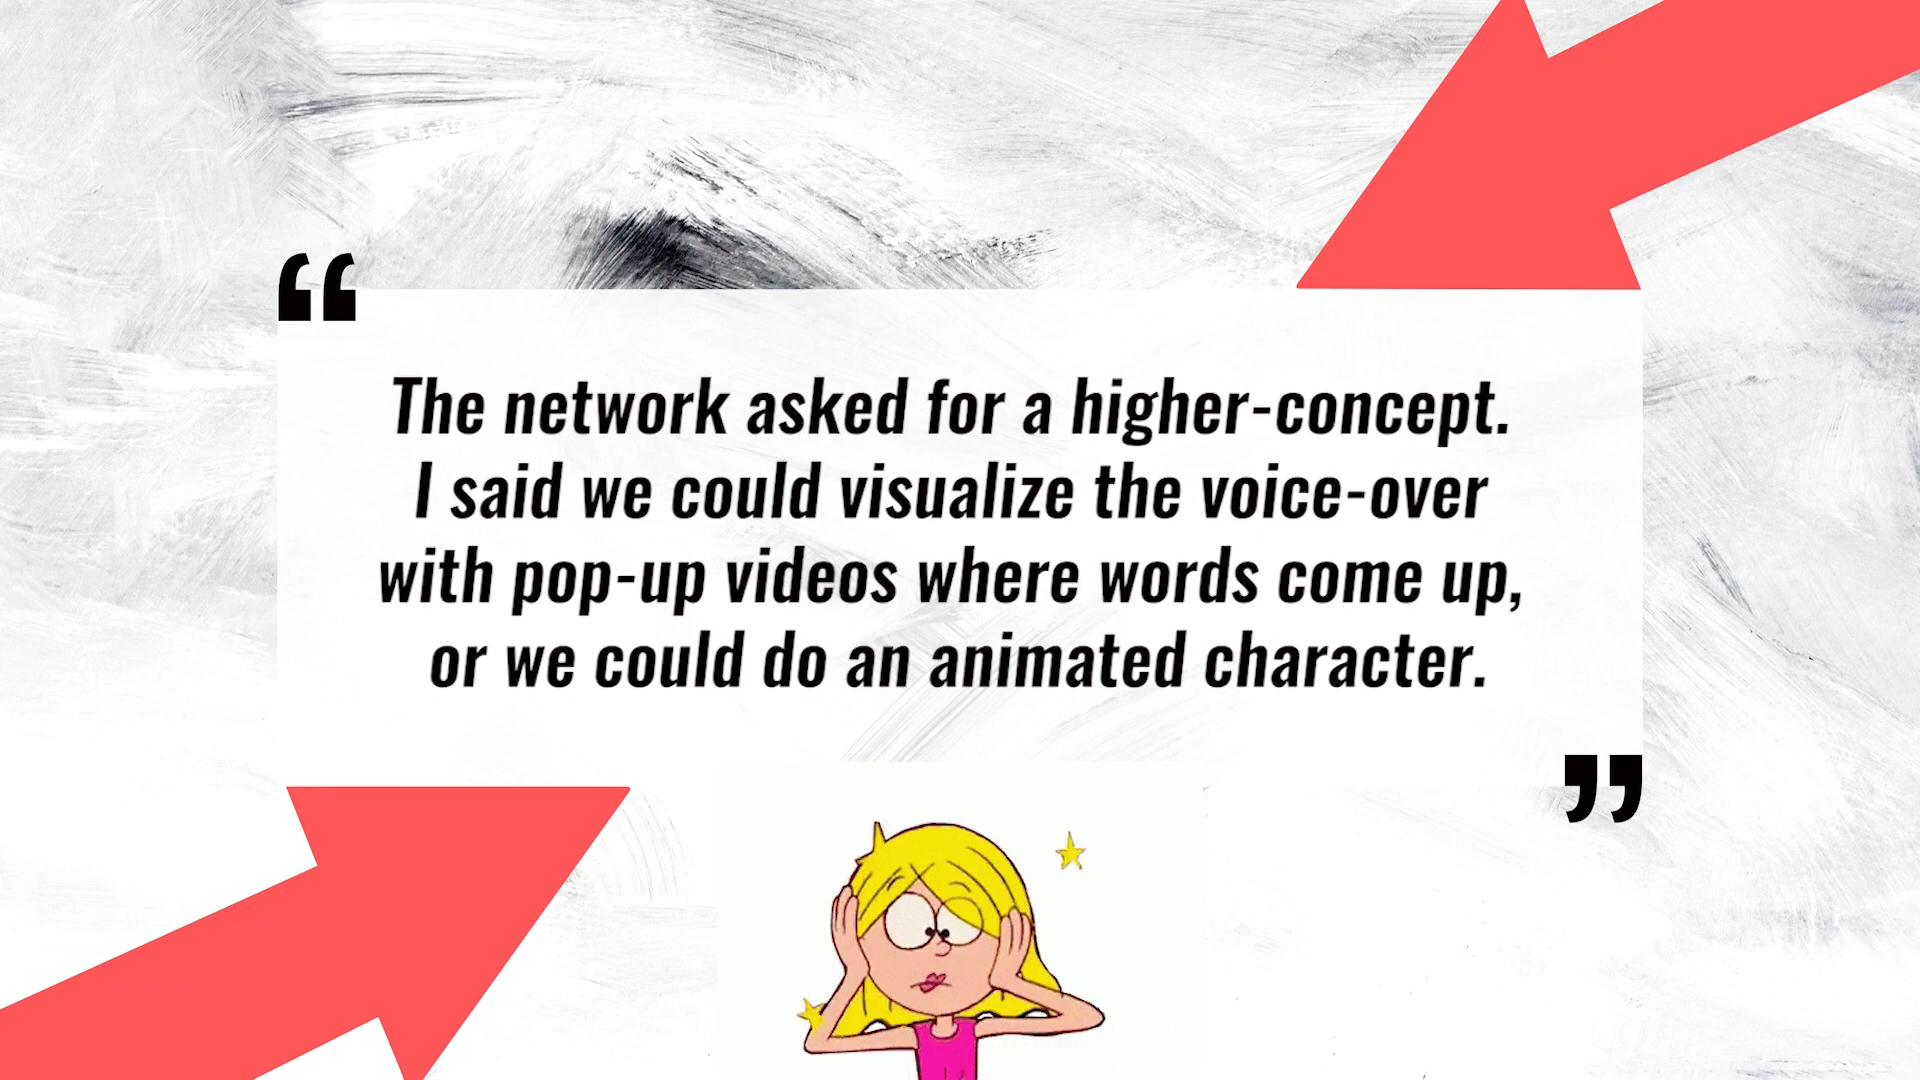 “
The network asked for a higher-concept.
I said we could visualize the voice-over
with pop-up videos where words come up,
or we could do an animated character.
”